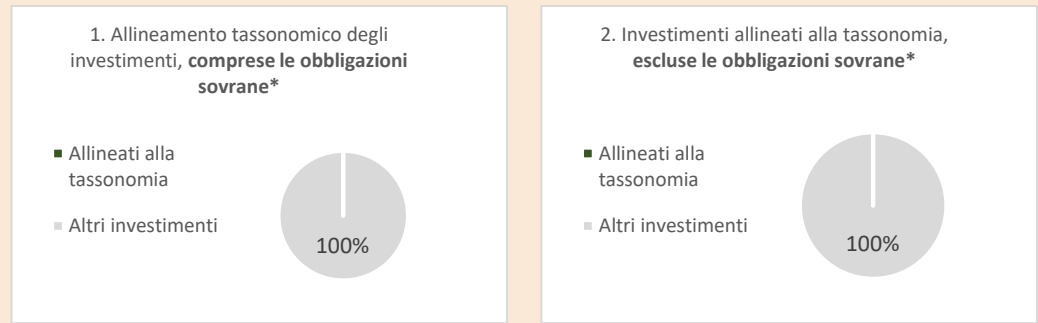 1. Allineamento tassonomico degli
investimenti, comprese le obbligazioni
sovrane*
Allineati alla
tassonomia
Altri investimenti
100%
2. Investimenti allineati alla tassonomia,
escluse le obbligazioni sovrane*
Allineati alla
tassonomia
Altri investimenti
100%